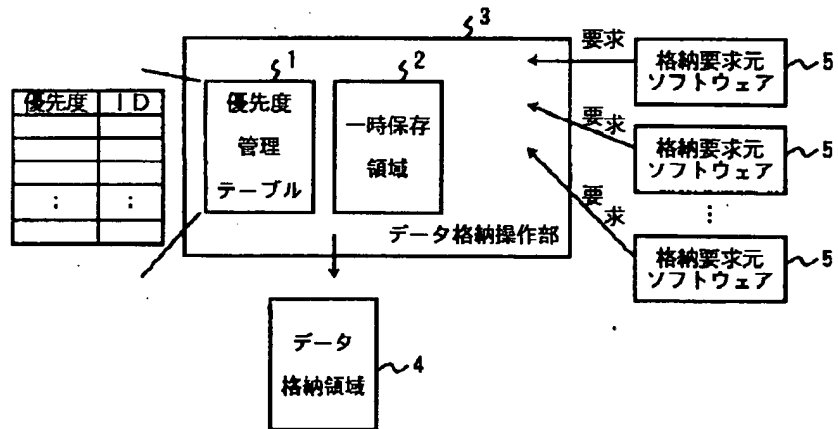 3
要求
格納要求元
ソフトウェア
5
1
2
優先度 ID
優先度
管理
テーブル
一時保存
領域
要求
格納要求元
ソフトウェア
5
:
:
⋮
要求
データ格納操作部
格納要求元
ソフトウェア
5
データ
格納領域
4